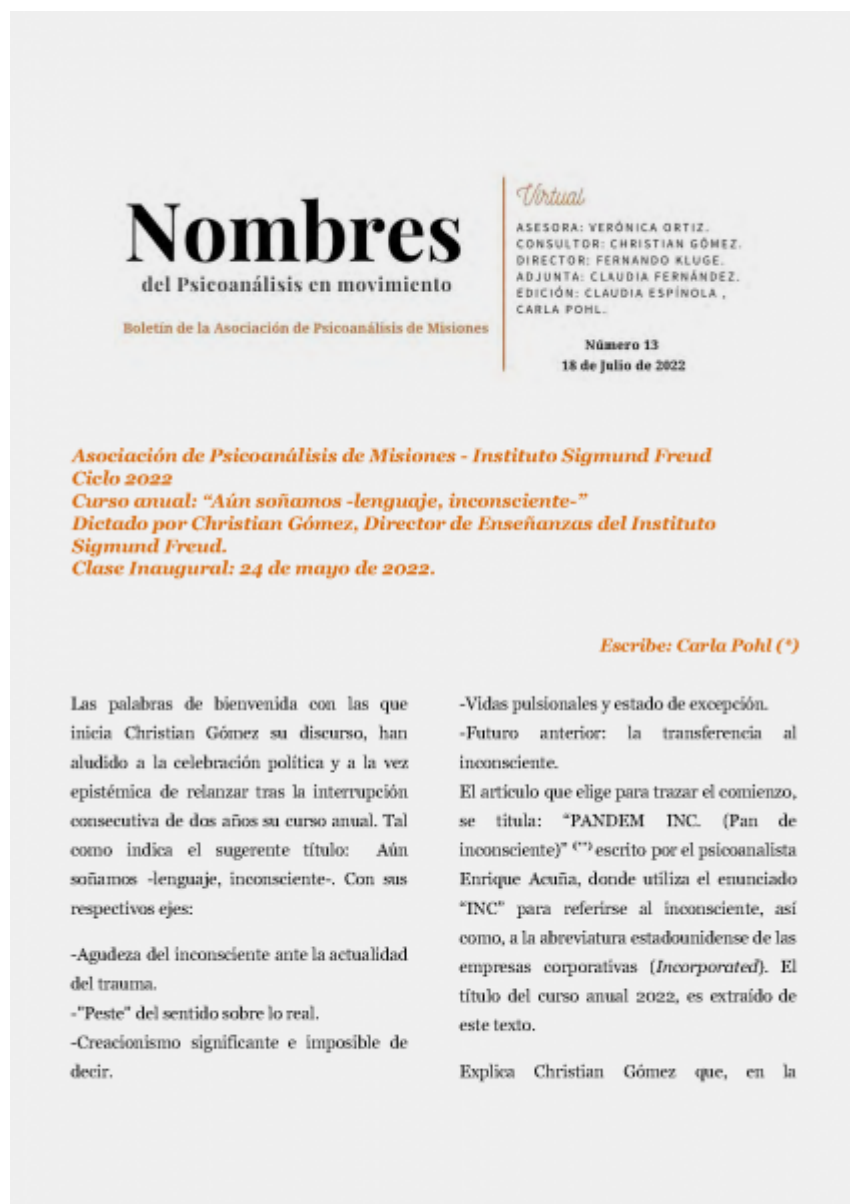 Nombres
del Psicoanálisis en movimiento
Boletín de la Asociación de Psicoanálisis de Misiones
Virtual
ASESORA: VERÓNICA ORTIZ.
CONSULTOR: CHRISTIAN GÓMEZ.
DIRECTOR: FERNANDO KLUGE.
ADJUNTA: CLAUDIA FERNÁNDEZ.
EDICIÓN: CLAUDIA ESPÍNOLA ,
CARLA POHL.
Número 13
18 de Julio de 2022
Asociación de Psicoanálisis de Misiones - Instituto Sigmund Freud
Ciclo 2022
Curso anual: “Aún soñamos -lenguaje, inconsciente-”
Dictado por Christian Gómez, Director de Enseñanzas del Instituto
Sigmund Freud.
Clase Inaugural: 24 de mayo de 2022.
Escribe: Carla Pohl (*)
Las palabras de bienvenida con las que
inicia Christian Gómez su discurso, han
aludido a la celebración política y a la vez
epistémica de relanzar tras la interrupción
consecutiva de dos años su curso anual. Tal
como indica el sugerente título: Aún
soñamos -lenguaje, inconsciente-. Con sus
respectivos ejes:
-Agudeza del inconsciente ante la actualidad
del trauma.
-"Peste" del sentido sobre lo real.
-Creacionismo significante e imposible de
decir.
-Vidas pulsionales y estado de excepción.
-Futuro anterior: la transferencia al
inconsciente.
El artículo que elige para trazar el comienzo,
se titula: “PANDEM INC. (Pan de
inconsciente)” (**) escrito por el psicoanalista
Enrique Acuña, donde utiliza el enunciado
“INC” para referirse al inconsciente, así
como, a la abreviatura estadounidense de las
empresas corporativas (Incorporated). El
título del curso anual 2022, es extraído de
este texto.
Explica Christian Gómez que, en la